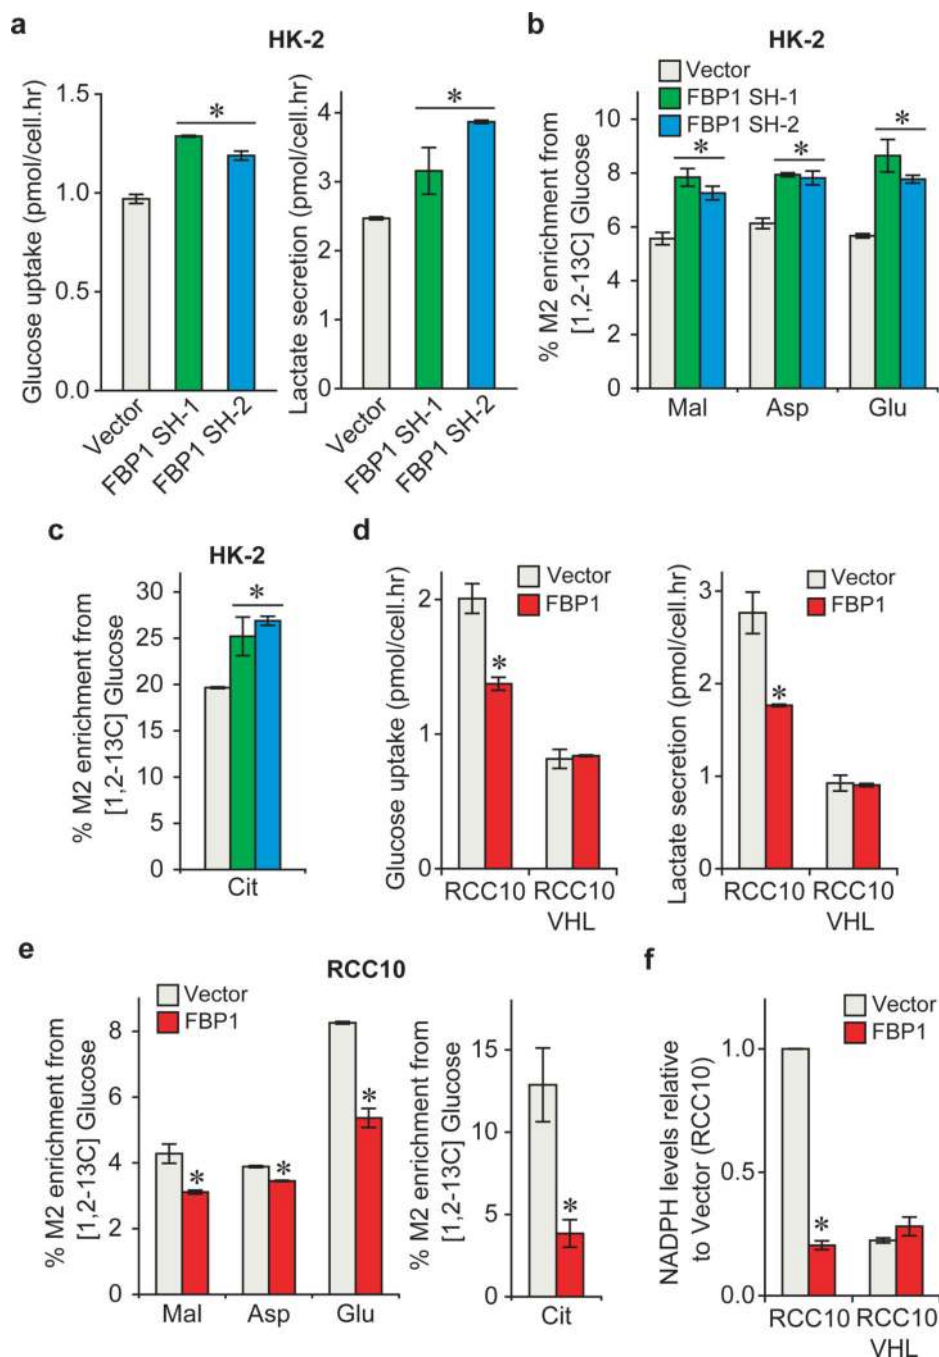 a
HK-2
Glucose uptake (pmol/cell.hr)
1.5
1.0
0.5
0.0
*
Vector
FBP1 SH-1
FBP1 SH-2
Lactate secretion (pmol/cell.hr)
4
3
2
1
0
*
Vector
FBP1 SH-1
FBP1 SH-2
b
HK-2
Vector
FBP1 SH-1
FBP1 SH-2
% M2 enrichment from
[1,2-13C] Glucose
10
8
6
4
2
0
*
*
*
Mal
Asp
Glu
c
HK-2
% M2 enrichment from
[1,2-13C] Glucose
30
25
20
15
10
5
0
*
Cit
d
Vector
FBP1
Glucose uptake (pmol/cell.hr)
2
1
0
*
RCC10
RCC10
VHL
Vector
FBP1
Lactate secretion (pmol/cell.hr)
3
2
1
0
*
RCC10
RCC10
VHL
e
RCC10
Vector
FBP1
% M2 enrichment from
[1,2-13C] Glucose
8
6
4
2
0
*
*
*
Mal
Asp
Glu
% M2 enrichment from
[1,2-13C] Glucose
15
10
5
0
*
Cit
f
Vector
FBP1
NADPH levels relative
to Vector (RCC10)
1.0
0.5
0.0
*
RCC10
RCC10
VHL